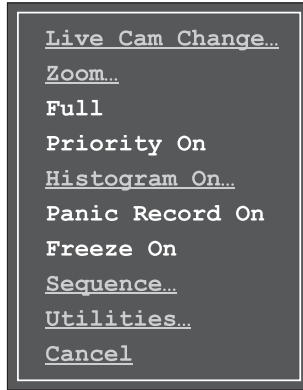 Live Cam Change…
Zoom…
Full
Priority On
Histogram On…
Panic Record On
Freeze On
Sequence…
Utilities…
Cancel